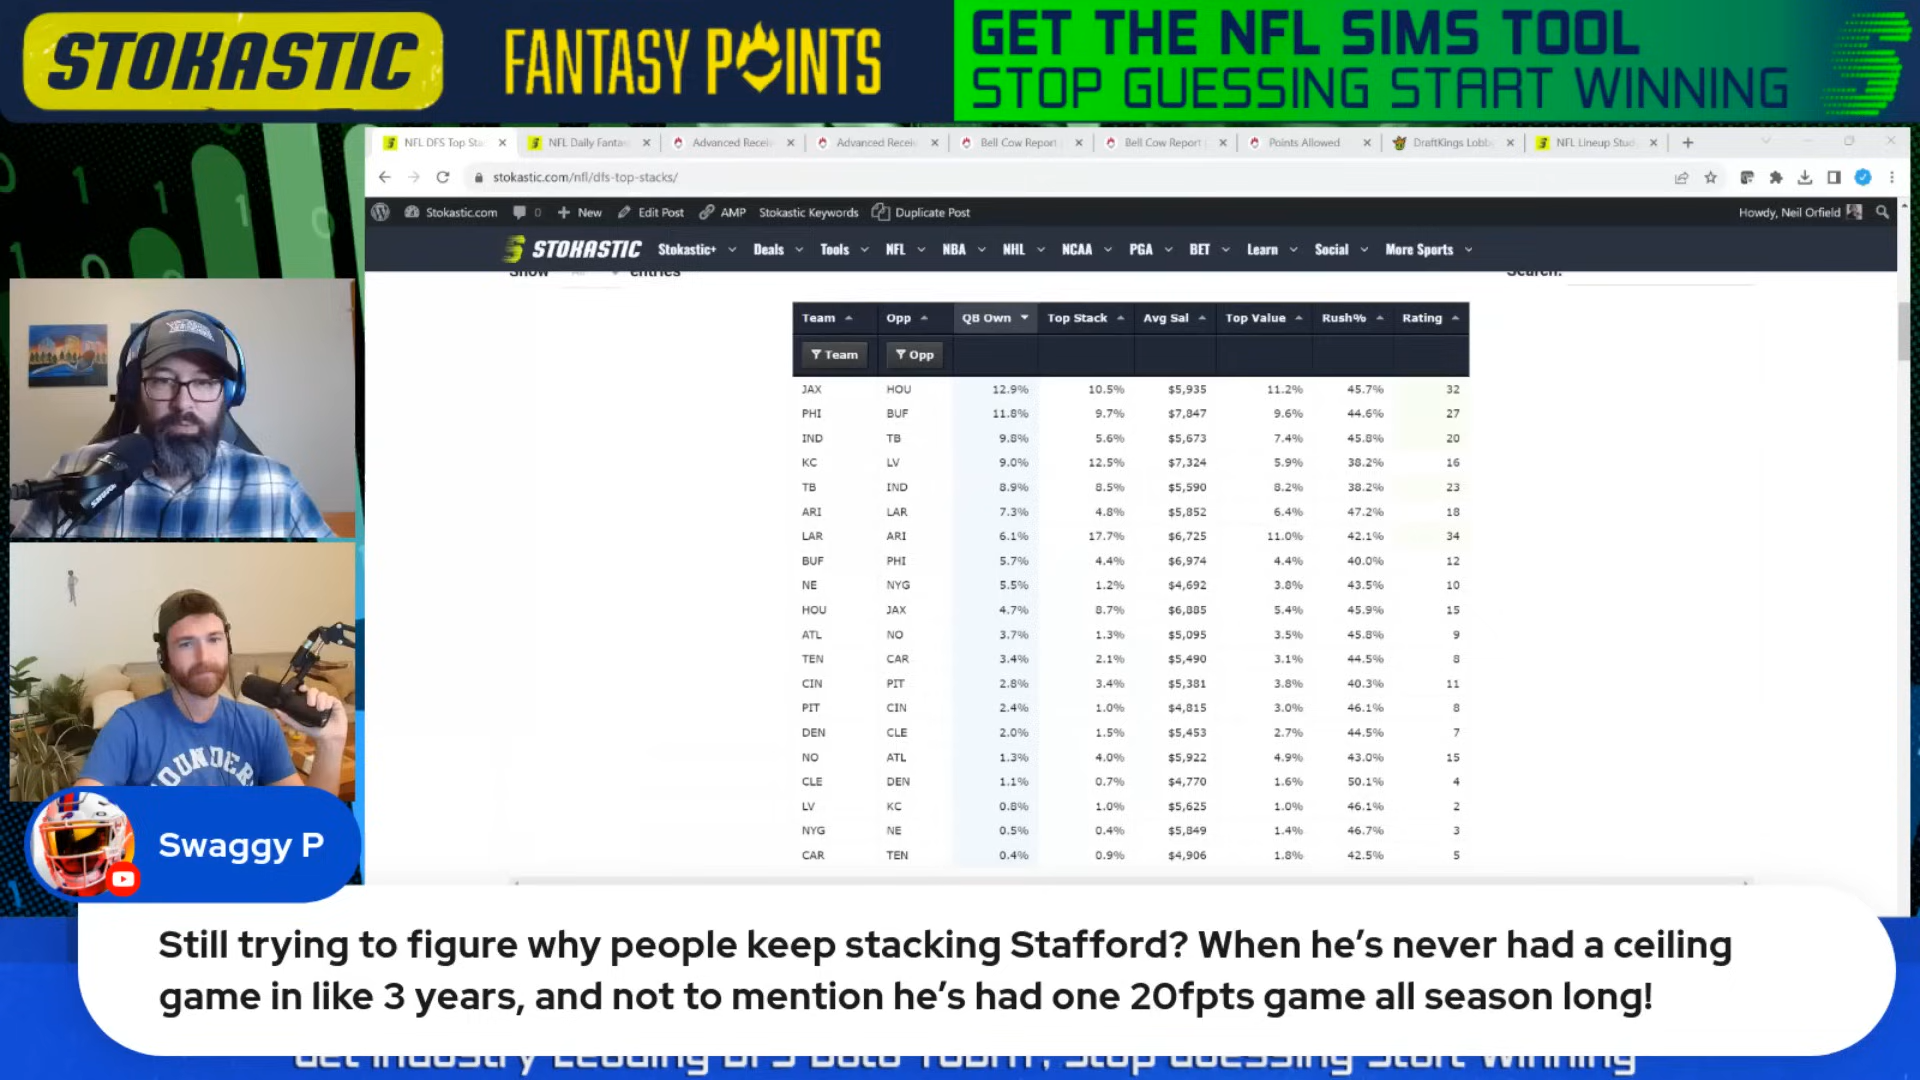 STOKASTIC
FANTASY POINTS
GET THE NFL SIMS TOOL
STOP GUESSING START WINNING
NFL DFS Top Sta
NFL Daily Fantas
Advanced Recei
Advanced Recei
Bell Cow Report
Bell Cow Report
Points Allowed
DraftKings Lobb
NFL Lineup Stud
stokastic.com/nfl/dfs-top-stacks/
Stokastic.com 0 New Edit Post AMP Stokastic Keywords Duplicate Post Howdy, Neil Orfield
STOKASTIC Stokastic+ Deals Tools NFL NBA NHL NCAA PGA BET Learn Social More Sports
Show All entries Search:
Team Opp QB Own Top Stack Avg Sal Top Value Rush% Rating
Team Opp
JAX HOU 12.9% 10.5% $5,935 11.2% 45.7% 32
PHI BUF 11.8% 9.7% $7,847 9.6% 44.6% 27
IND TB 9.8% 5.6% $5,673 7.4% 45.8% 20
KC LV 9.0% 12.5% $7,324 5.9% 38.2% 16
TB IND 8.9% 8.5% $5,590 8.2% 38.2% 23
ARI LAR 7.3% 4.8% $5,852 6.4% 47.2% 18
LAR ARI 6.1% 17.7% $6,725 11.0% 42.1% 34
BUF PHI 5.7% 4.4% $6,974 4.4% 40.0% 12
NE NYG 5.5% 1.2% $4,692 3.8% 43.5% 10
HOU JAX 4.7% 8.7% $6,885 5.4% 45.9% 15
ATL NO 3.7% 1.3% $5,095 3.5% 45.8% 9
TEN CAR 3.4% 2.1% $5,490 3.1% 44.5% 8
CIN PIT 2.8% 3.4% $5,381 3.8% 40.3% 11
PIT CIN 2.4% 1.0% $4,815 3.0% 46.1% 8
DEN CLE 2.0% 1.5% $5,453 2.7% 44.5% 7
NO ATL 1.3% 4.0% $5,922 4.9% 43.0% 15
CLE DEN 1.1% 0.7% $4,770 1.6% 50.1% 4
LV KC 0.8% 1.0% $5,625 1.0% 46.1% 2
NYG NE 0.5% 0.4% $5,849 1.4% 46.7% 3
CAR TEN 0.4% 0.9% $4,906 1.8% 42.5% 5
Swaggy P
Still trying to figure why people keep stacking Stafford? When he's never had a ceiling
game in like 3 years, and not to mention he's had one 20fpts game all season long!
Get Industry Leading DFS Data Today, Stop Guessing Start Winning